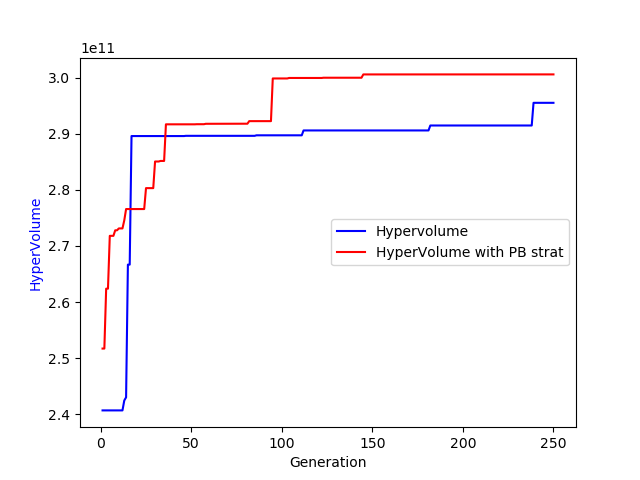 1e11
3.0
2.9
2.8
2.7
2.6
2.5
2.4
HyperVolume
Hypervolume
HyperVolume with PB strat
0 50 100 150 200 250
Generation